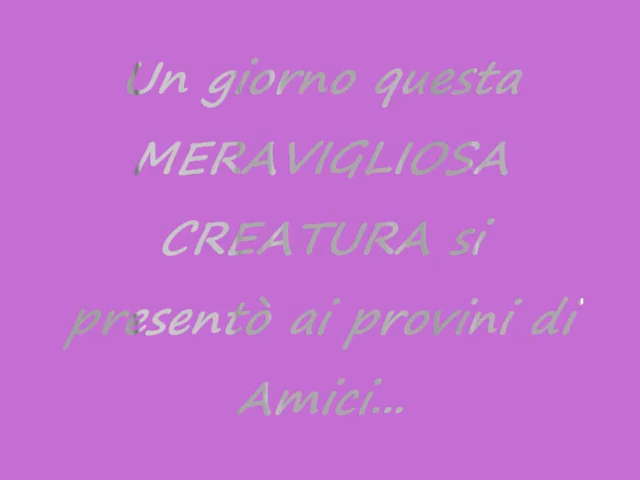 Un giorno questa
MERAVIGLIOSA
CREATURA si
presentò ai provini di
Amici...